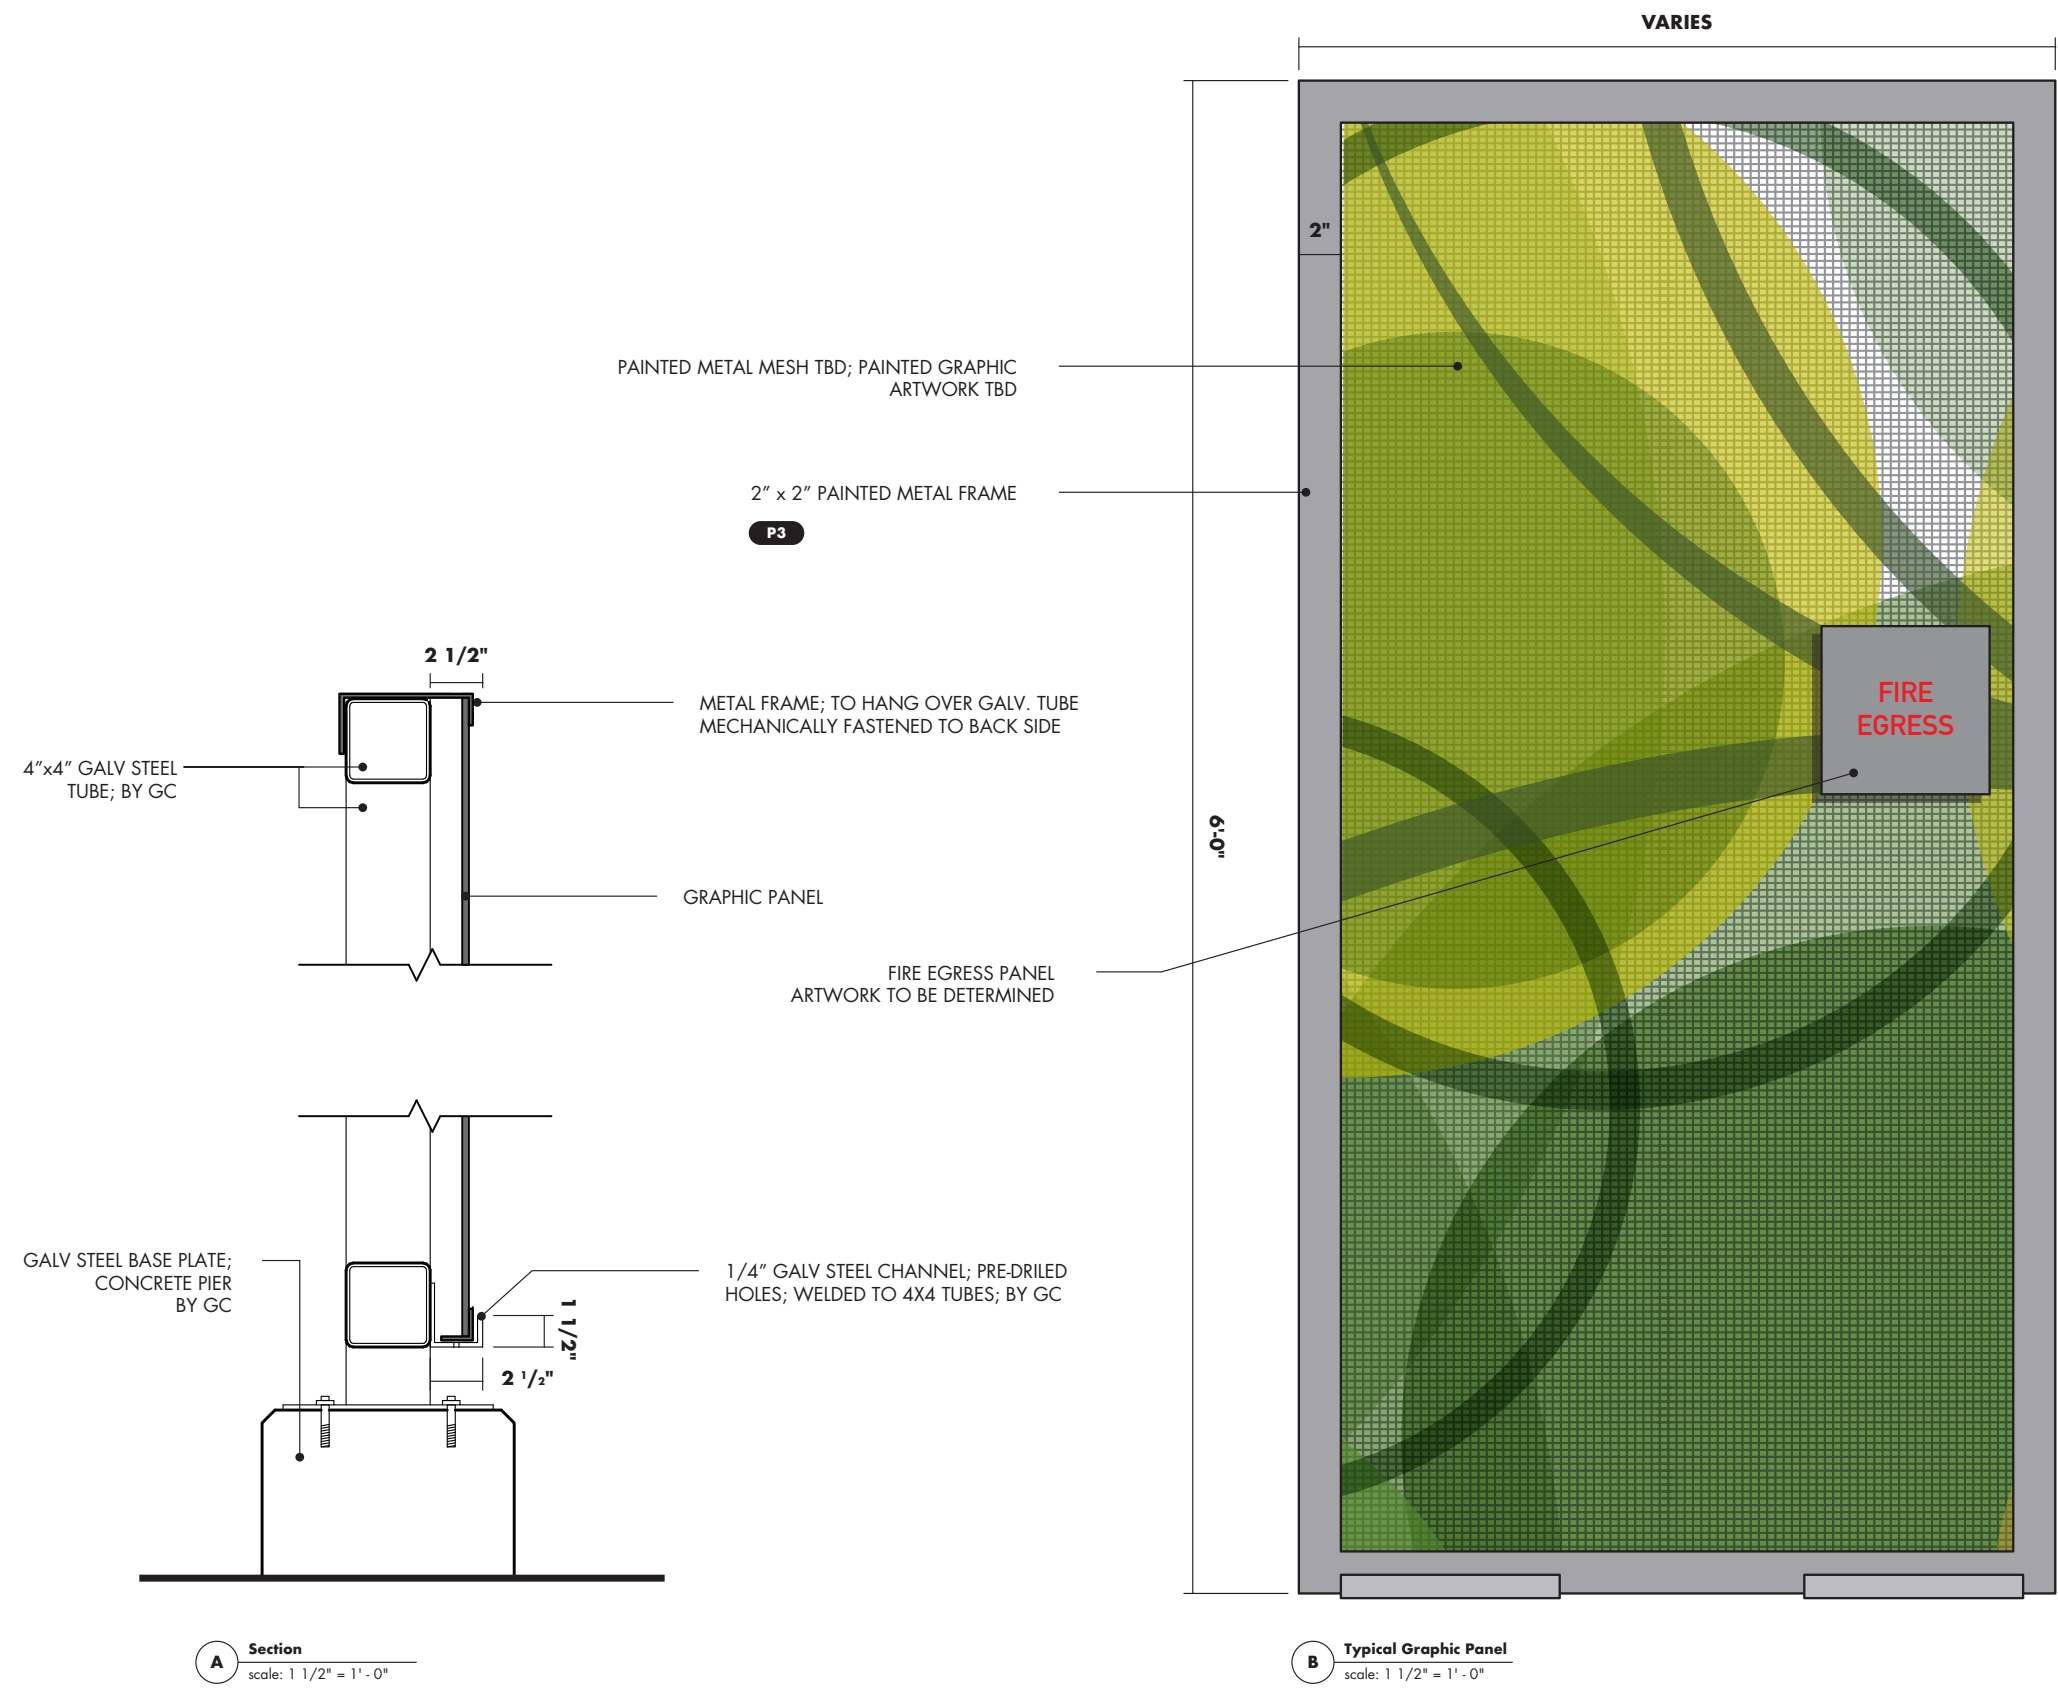 VARIES
2"
PAINTED METAL MESH TBD; PAINTED GRAPHIC
ARTWORK TBD
2” x 2” PAINTED METAL FRAME
P3
2 1/2"
METAL FRAME; TO HANG OVER GALV. TUBE
MECHANICALLY FASTENED TO BACK SIDE
4”x4” GALV STEEL
TUBE; BY GC
GRAPHIC PANEL
6'-0"
FIRE
EGRESS
FIRE EGRESS PANEL
ARTWORK TO BE DETERMINED
GALV STEEL BASE PLATE;
CONCRETE PIER
BY GC
1/4” GALV STEEL CHANNEL; PRE-DRILED
HOLES; WELDED TO 4X4 TUBES; BY GC
1 1/2"
2 1/2"
A
Section
scale: 1 1/2" = 1' - 0"
B
Typical Graphic Panel
scale: 1 1/2" = 1' - 0"